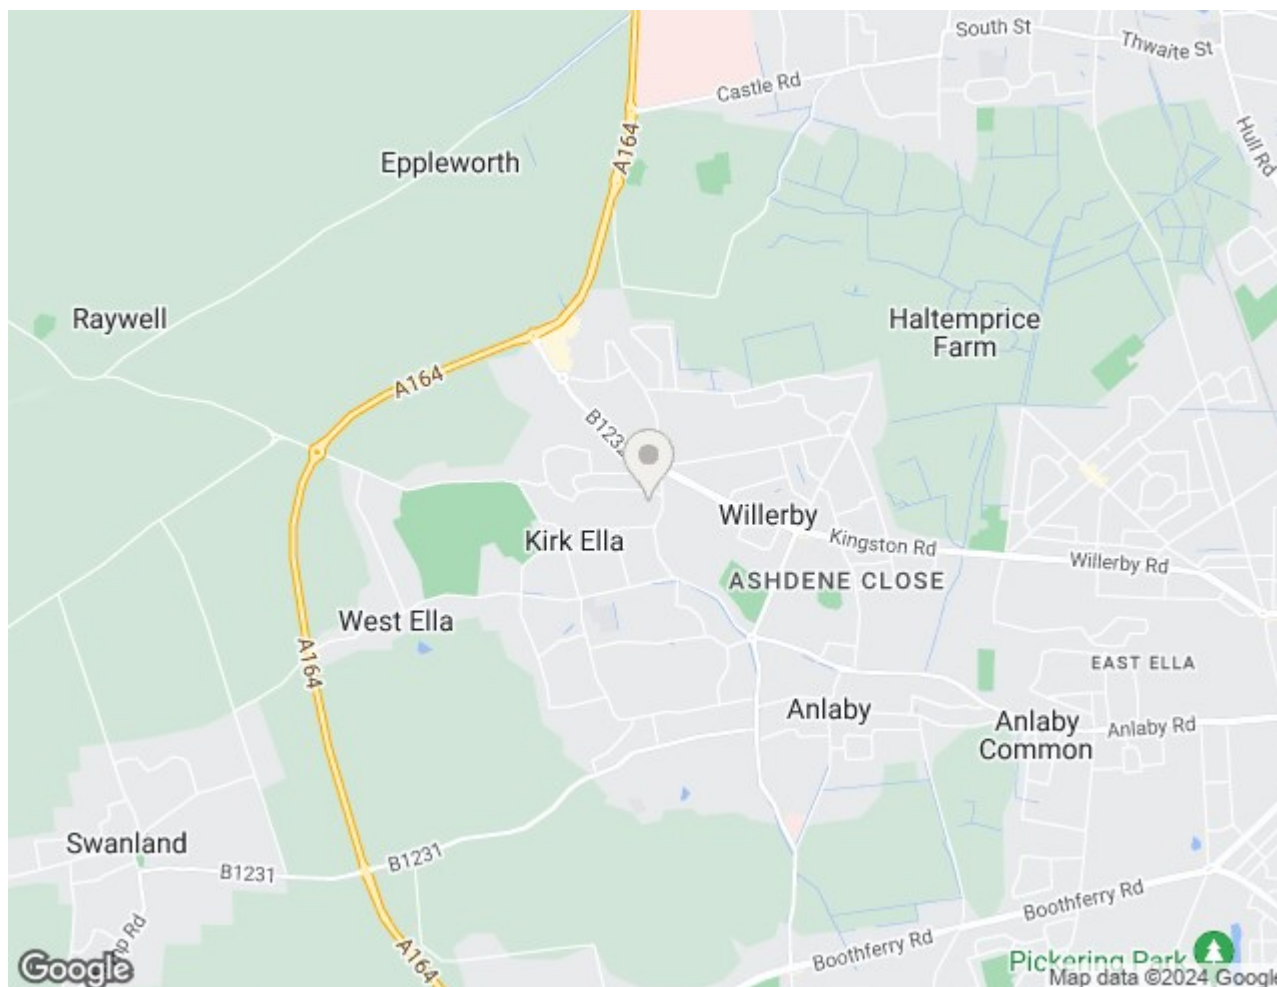 South St
Thwaite St
Castle Rd
Hull Rd
A164
Eppleworth
Raywell
Haltemprice
Farm
A164
B1232
Willerby
Kingston Rd
Kirk Ella
Willerby Rd
ASHDENE CLOSE
West Ella
A164
EAST ELLA
Anlaby
Anlaby
Common
Anlaby Rd
Swanland
B1231
B1231
Boothferry Rd
Boothferry Rd
A164
Pickering Park
Google
Map data ©2024 Google